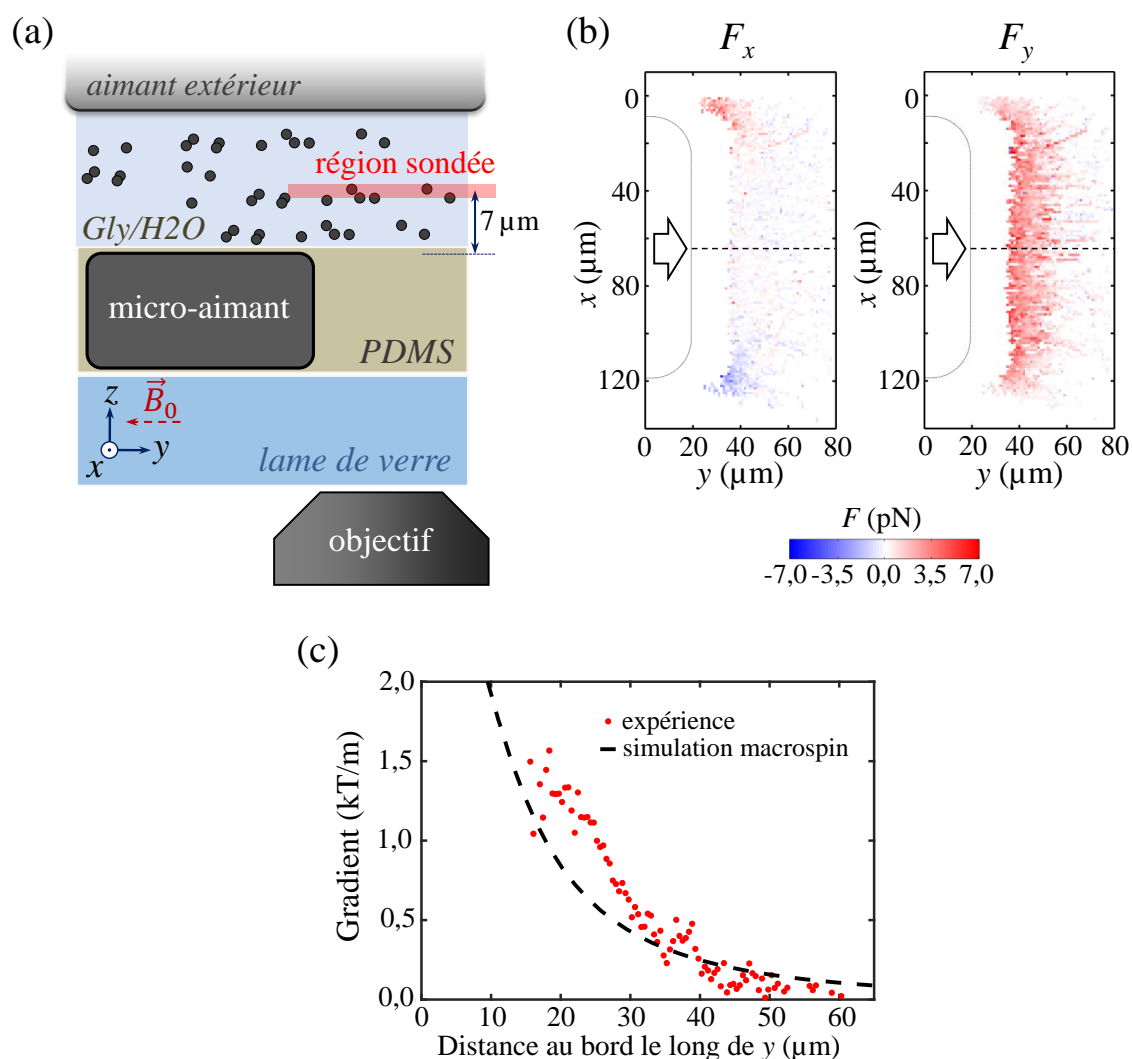 (a)
aimant extérieur
région sondée
7 µm
Gly/H2O
micro-aimant
PDMS
z
B₀
x
y
lame de verre
objectif
(b)
Fₓ
F_y
0
40
80
120
x (µm)
0 20 40 60 80
y (µm)
0
40
80
120
x (µm)
0 20 40 60 80
y (µm)
F (pN)
-7,0 -3,5 0,0 3,5 7,0
(c)
2,0
1,5
1,0
0,5
0,0
Gradient (kT/m)
expérience
simulation macrospin
0 10 20 30 40 50 60
Distance au bord le long de y (µm)